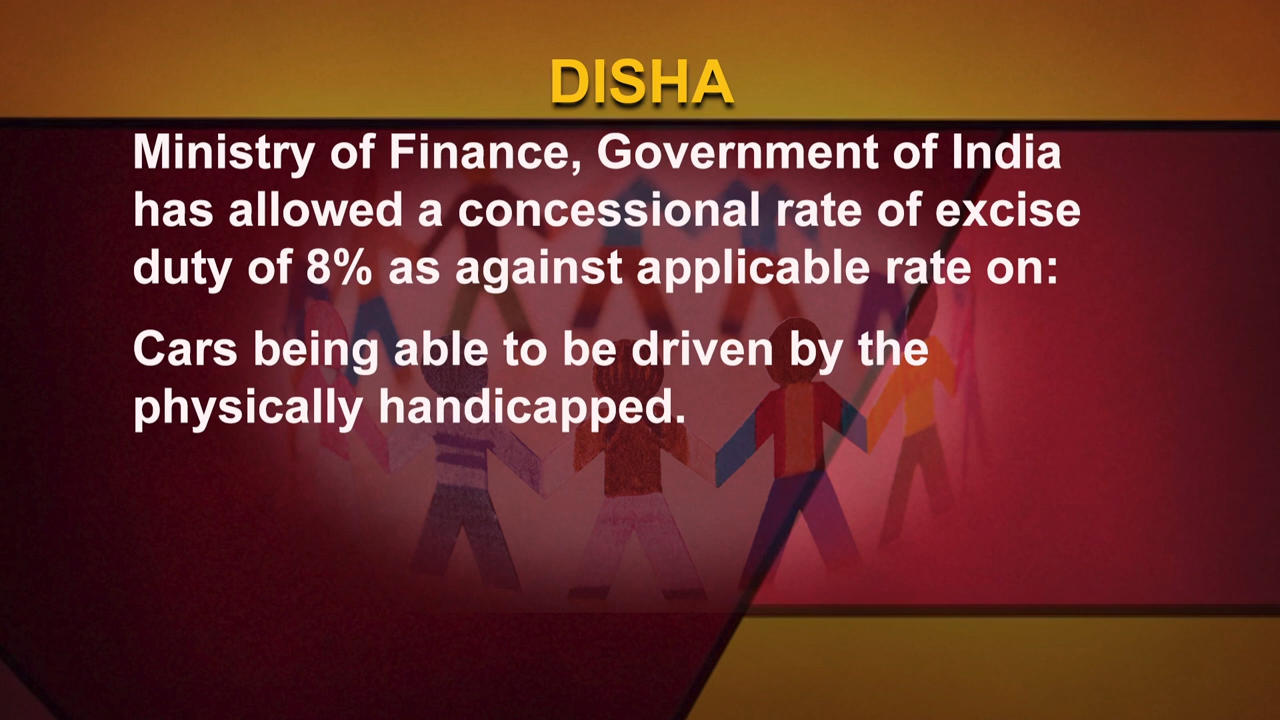 DISHA
Ministry of Finance, Government of India
has allowed a concessional rate of excise
duty of 8% as against applicable rate on:
Cars being able to be driven by the
physically handicapped.